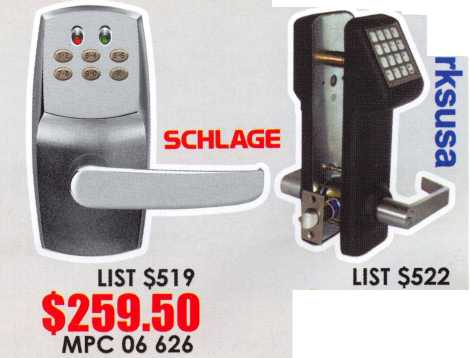 SCHLAGE
LIST $519
$259.50
MPC 06 626
rksusa
LIST $522